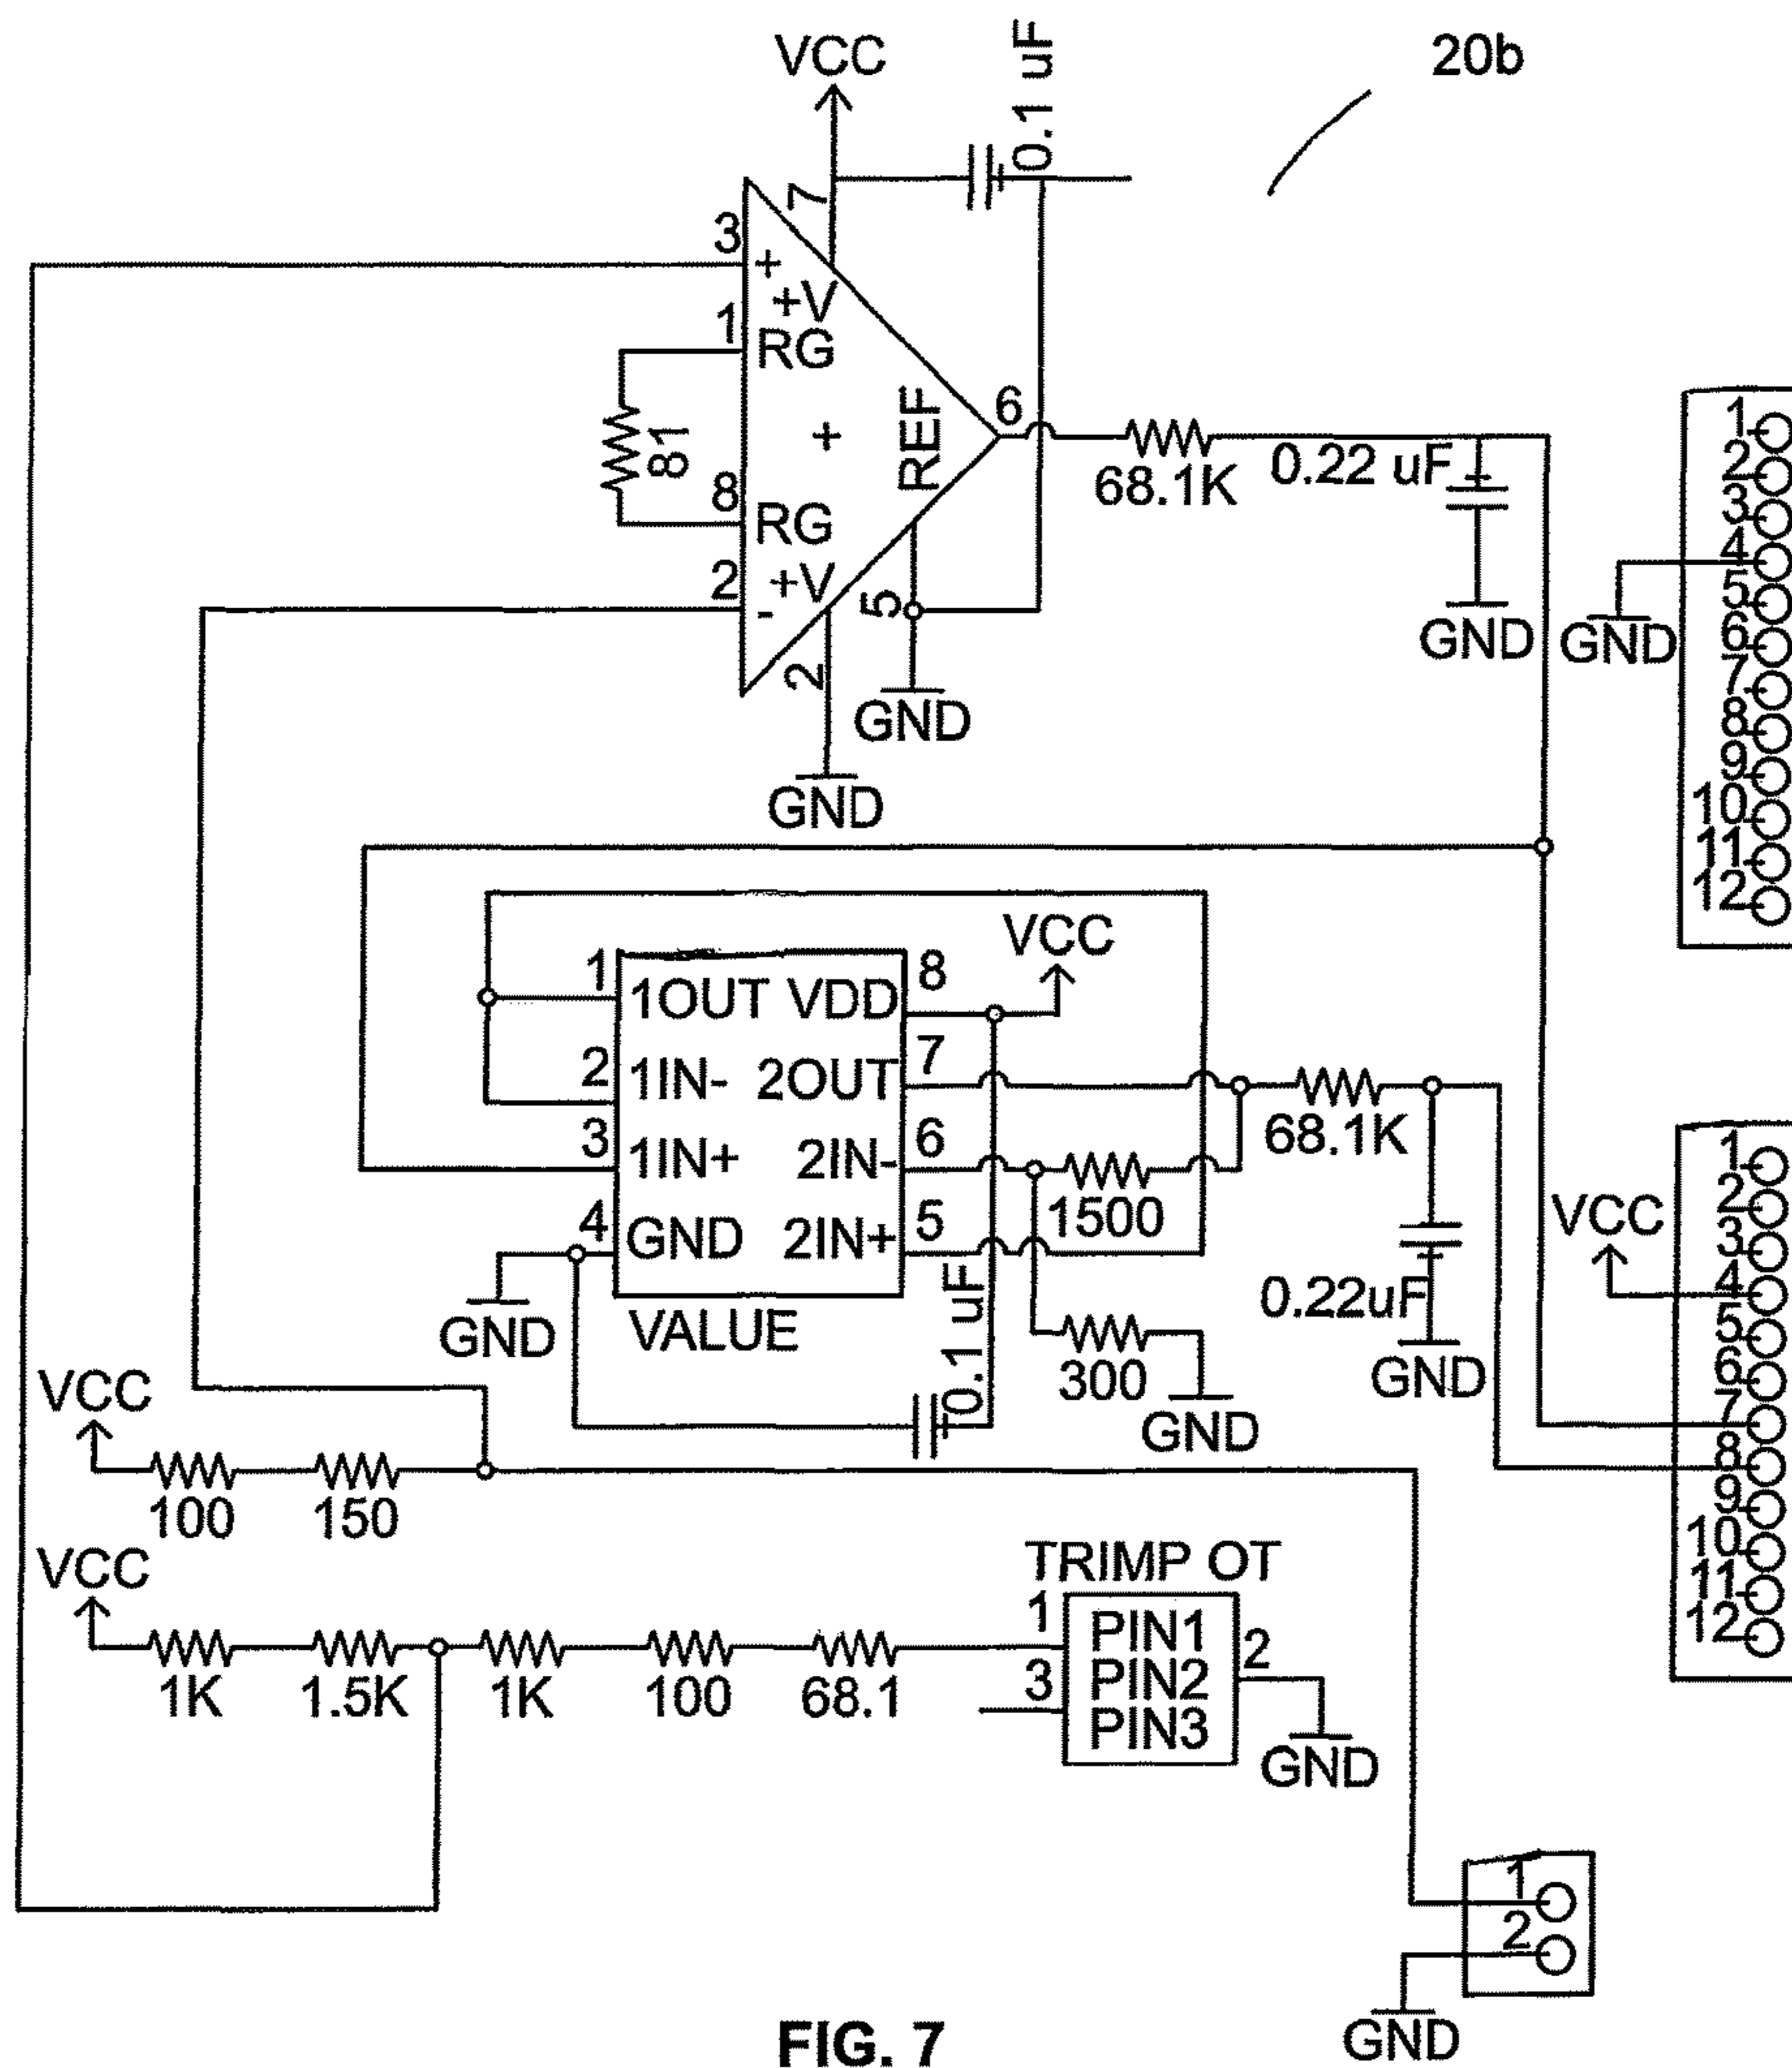 VCC
0.1 uF
20b
7
3
+
+V
1
RG
81
+
REF
6
68.1K
0.22 uF
8
RG
2
+V
-
5
2
GND
GND
GND
GND
1
2
3
4
5
6
7
8
9
10
11
12
VCC
1
1OUT
VDD
8
2
1IN-
2OUT
7
3
1IN+
2IN-
6
4
GND
2IN+
5
VALUE
GND
68.1K
1500
0.22uF
GND
0.1 uF
300
GND
VCC
1
2
3
4
5
6
7
8
9
10
11
12
VCC
100
150
VCC
1K
1.5K
1K
100
68.1
TRIMP OT
1
PIN1
2
3
PIN2
PIN3
GND
1
2
GND
FIG. 7